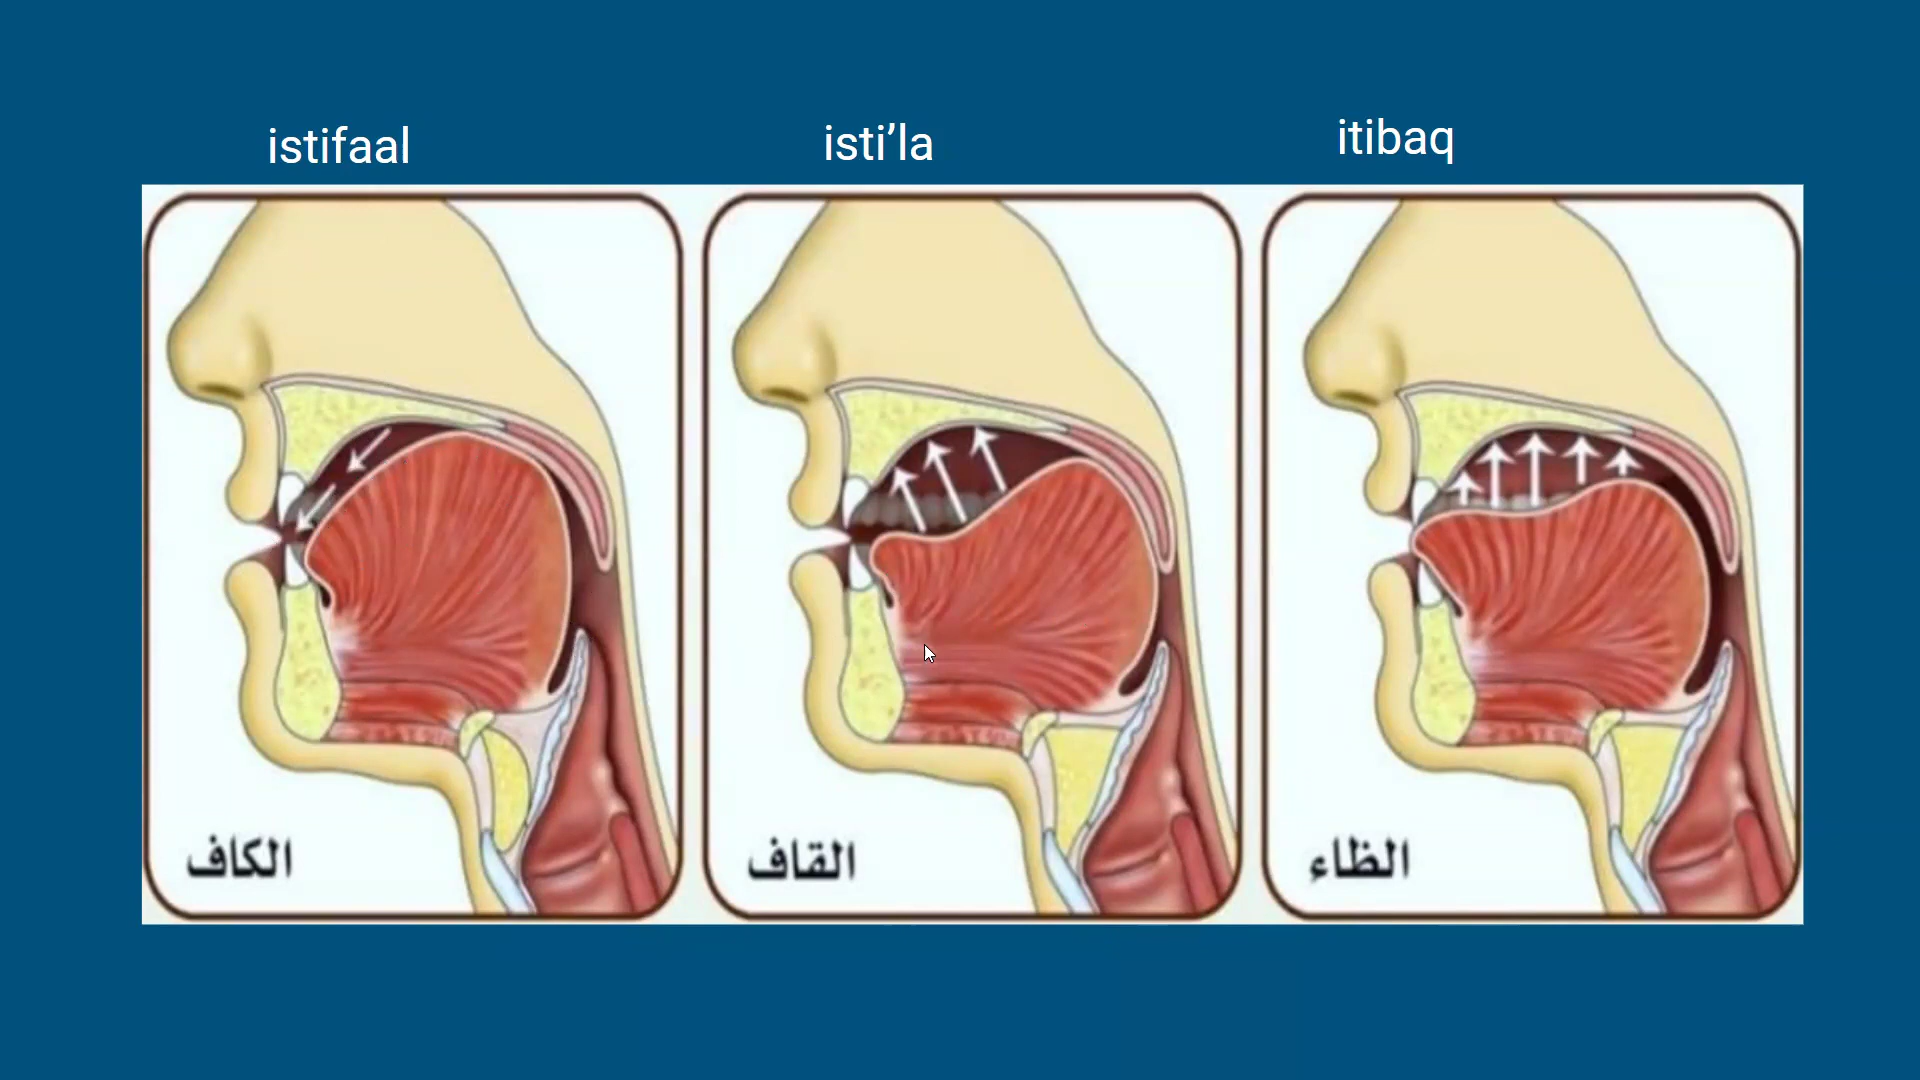 istifaal
isti’la
itibaq
الكاف
القاف
الظاء